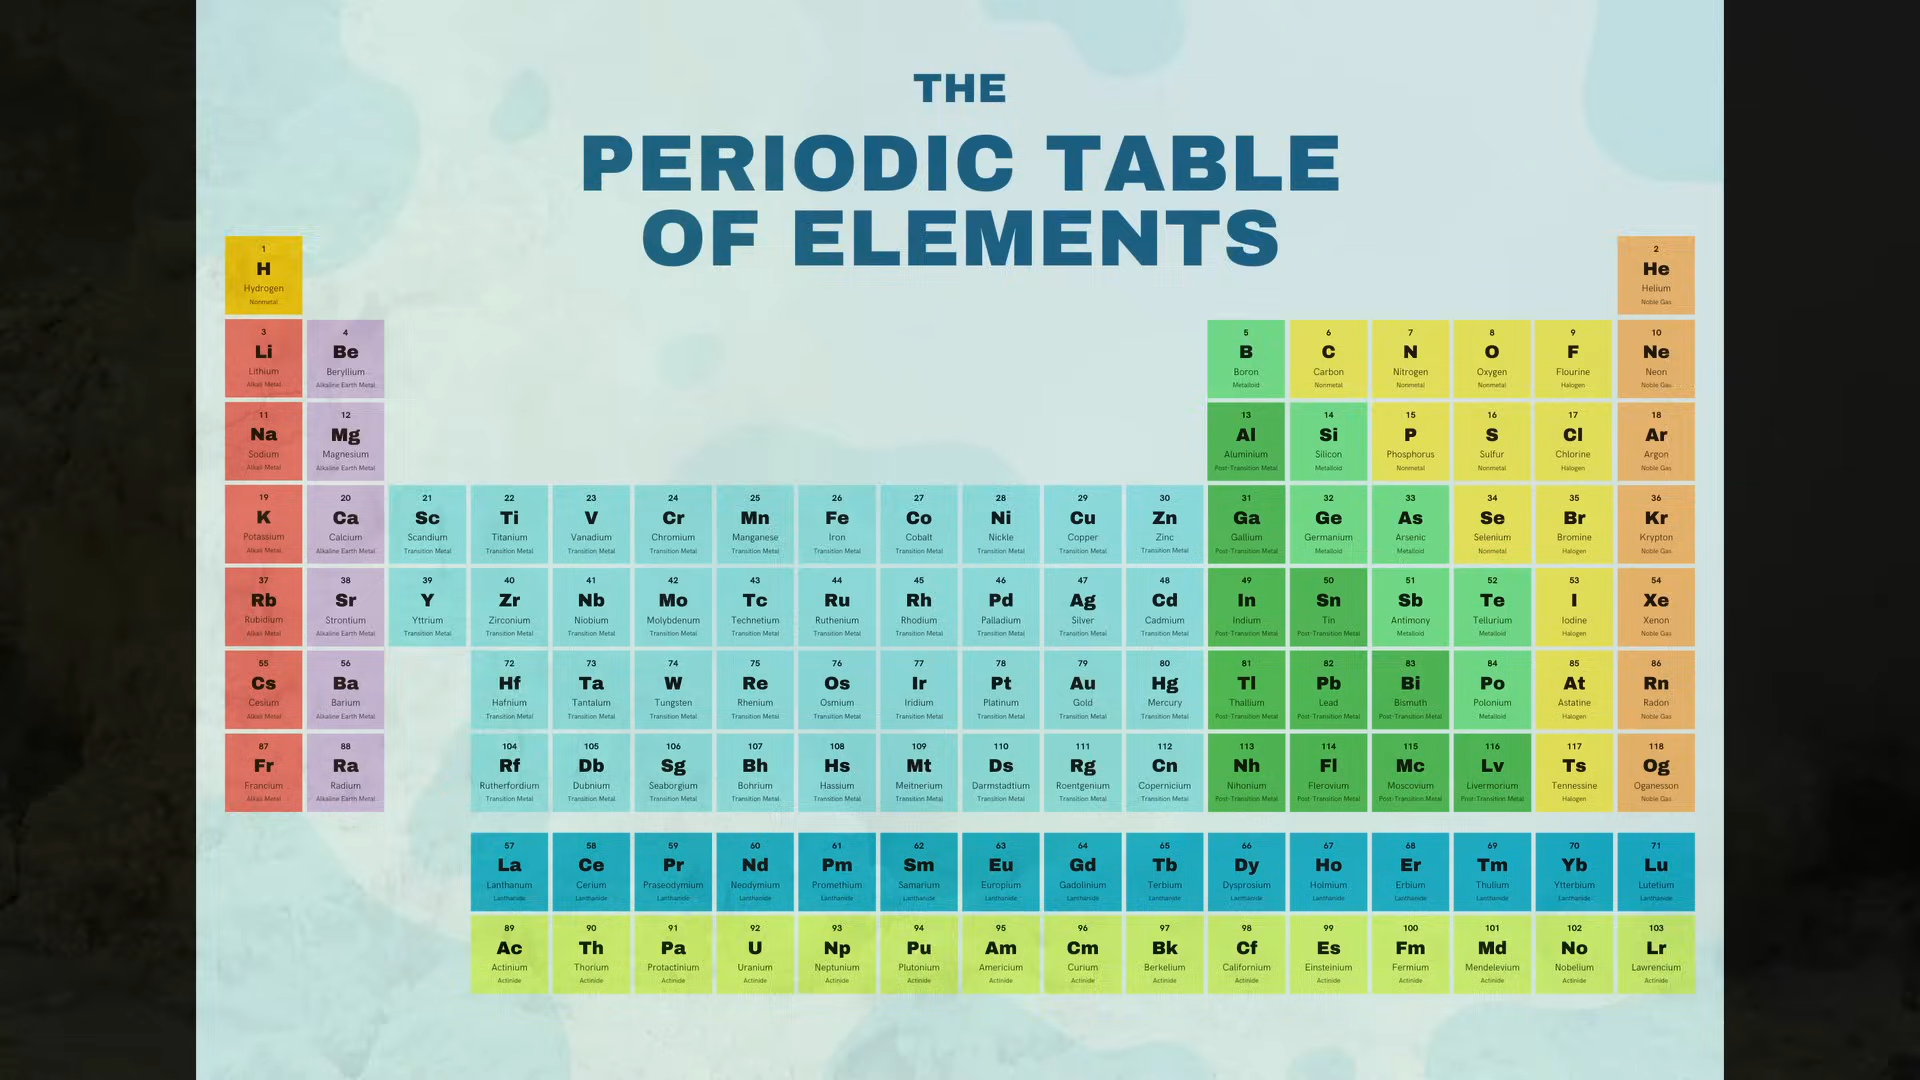 THE
PERIODIC TABLE
OF ELEMENTS
1 2
H He
Hydrogen Helium
Nonmetal Noble Gas
3 4 5 6 7 8 9 10
Li Be B C N O F Ne
Lithium Beryllium Boron Carbon Nitrogen Oxygen Flourine Neon
Alkali Metal Alkaline Earth Metal Metalloid Nonmetal Nonmetal Nonmetal Halogen Noble Gas
11 12 13 14 15 16 17 18
Na Mg Al Si P S Cl Ar
Sodium Magnesium Aluminium Silicon Phosphorus Sulfur Chlorine Argon
Alkali Metal Alkaline Earth Metal Post-Transition Metal Metalloid Nonmetal Nonmetal Halogen Noble Gas
19 20 21 22 23 24 25 26 27 28 29 30 31 32 33 34 35 36
K Ca Sc Ti V Cr Mn Fe Co Ni Cu Zn Ga Ge As Se Br Kr
Potassium Calcium Scandium Titanium Vanadium Chromium Manganese Iron Cobalt Nickle Copper Zinc Gallium Germanium Arsenic Selenium Bromine Krypton
Alkali Metal Alkaline Earth Metal Transition Metal Transition Metal Transition Metal Transition Metal Transition Metal Transition Metal Transition Metal Transition Metal Transition Metal Transition Metal Post-Transition Metal Metalloid Metalloid Nonmetal Halogen Noble Gas
37 38 39 40 41 42 43 44 45 46 47 48 49 50 51 52 53 54
Rb Sr Y Zr Nb Mo Tc Ru Rh Pd Ag Cd In Sn Sb Te I Xe
Rubidium Strontium Yttrium Zirconium Niobium Molybdenum Technetium Ruthenium Rhodium Palladium Silver Cadmium Indium Tin Antimony Tellurium Iodine Xenon
Alkali Metal Alkaline Earth Metal Transition Metal Transition Metal Transition Metal Transition Metal Transition Metal Transition Metal Transition Metal Transition Metal Transition Metal Transition Metal Post-Transition Metal Post-Transition Metal Metalloid Metalloid Halogen Noble Gas
55 56 72 73 74 75 76 77 78 79 80 81 82 83 84 85 86
Cs Ba Hf Ta W Re Os Ir Pt Au Hg Tl Pb Bi Po At Rn
Cesium Barium Hafnium Tantalum Tungsten Rhenium Osmium Iridium Platinum Gold Mercury Thallium Lead Bismuth Polonium Astatine Radon
Alkali Metal Alkaline Earth Metal Transition Metal Transition Metal Transition Metal Transition Metal Transition Metal Transition Metal Transition Metal Transition Metal Transition Metal Post-Transition Metal Post-Transition Metal Post-Transition Metal Metalloid Halogen Noble Gas
87 88 104 105 106 107 108 109 110 111 112 113 114 115 116 117 118
Fr Ra Rf Db Sg Bh Hs Mt Ds Rg Cn Nh Fl Mc Lv Ts Og
Francium Radium Rutherfordium Dubnium Seaborgium Bohrium Hassium Meitnerium Darmstadtium Roentgenium Copernicium Nihonium Flerovium Moscovium Livermorium Tennessine Oganesson
Alkali Metal Alkaline Earth Metal Transition Metal Transition Metal Transition Metal Transition Metal Transition Metal Transition Metal Transition Metal Transition Metal Transition Metal Post-Transition Metal Post-Transition Metal Post-Transition Metal Post-Transition Metal Halogen Noble Gas
57 58 59 60 61 62 63 64 65 66 67 68 69 70 71
La Ce Pr Nd Pm Sm Eu Gd Tb Dy Ho Er Tm Yb Lu
Lanthanum Cerium Praseodymium Neodymium Promethium Samarium Europium Gadolinium Terbium Dysprosium Holmium Erbium Thulium Ytterbium Lutetium
Lanthanide Lanthanide Lanthanide Lanthanide Lanthanide Lanthanide Lanthanide Lanthanide Lanthanide Lanthanide Lanthanide Lanthanide Lanthanide Lanthanide Lanthanide
89 90 91 92 93 94 95 96 97 98 99 100 101 102 103
Ac Th Pa U Np Pu Am Cm Bk Cf Es Fm Md No Lr
Actinium Thorium Protactinium Uranium Neptunium Plutonium Americium Curium Berkelium Californium Einsteinium Fermium Mendelevium Nobelium Lawrencium
Actinide Actinide Actinide Actinide Actinide Actinide Actinide Actinide Actinide Actinide Actinide Actinide Actinide Actinide Actinide